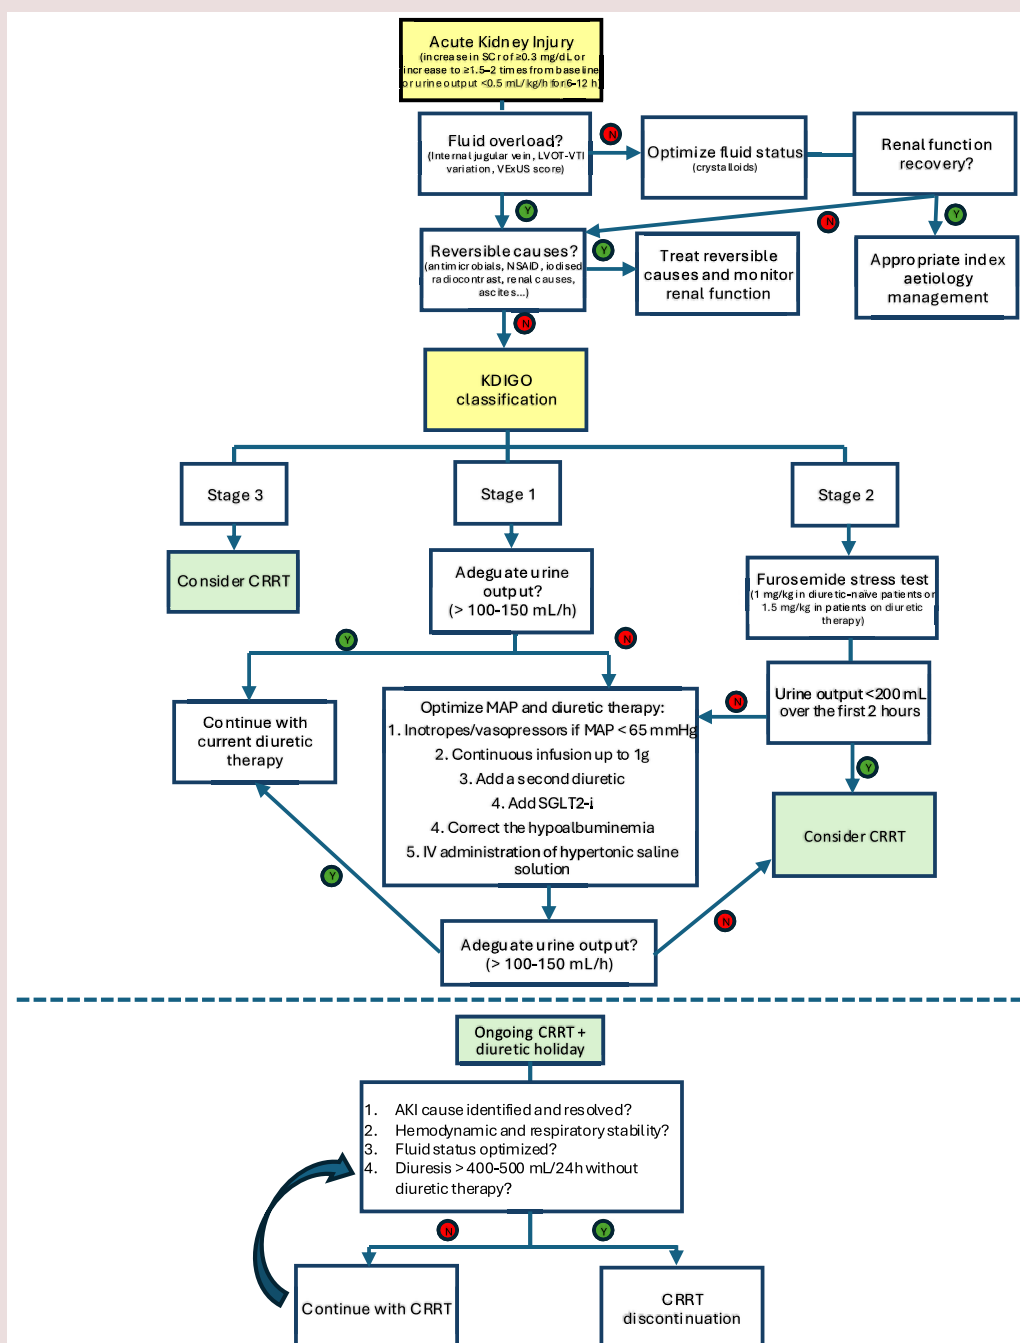 Acute Kidney Injury
(increase in SCr of ≥0.3 mg/dL or
increase to ≥1.5–2 times from baseline
or urine output <0.5 mL/kg/h for 6-12 h)
Fluid overload?
(Internal jugular vein, LVOT-VTI
variation, VExUS score)
N
Optimize fluid status
(crystalloids)
Renal function
recovery?
Y
N
Y
Reversible causes?
(antimicrobials, NSAID, iodised
radiocontrast, renal causes,
ascites...)
Y
Treat reversible
causes and monitor
renal function
Appropriate index
aetiology
management
N
KDIGO
classification
Stage 3
Stage 1
Stage 2
Consider CRRT
Adeguate urine
output?
(> 100-150 mL/h)
Furosemide stress test
(1 mg/kg in diuretic-naïve patients or
1.5 mg/kg in patients on diuretic
therapy)
Y
N
Continue with
current diuretic
therapy
Optimize MAP and diuretic therapy:
1. Inotropes/vasopressors if MAP < 65 mmHg
2. Continuous infusion up to 1g
3. Add a second diuretic
4. Add SGLT2-i
4. Correct the hypoalbuminemia
5. IV administration of hypertonic saline
solution
N
Urine output <200 mL
over the first 2 hours
Y
Consider CRRT
Y
N
Adeguate urine output?
(> 100-150 mL/h)
Ongoing CRRT +
diuretic holiday
1. AKI cause identified and resolved?
2. Hemodynamic and respiratory stability?
3. Fluid status optimized?
4. Diuresis > 400-500 mL/24h without
diuretic therapy?
N
Y
Continue with CRRT
CRRT
discontinuation